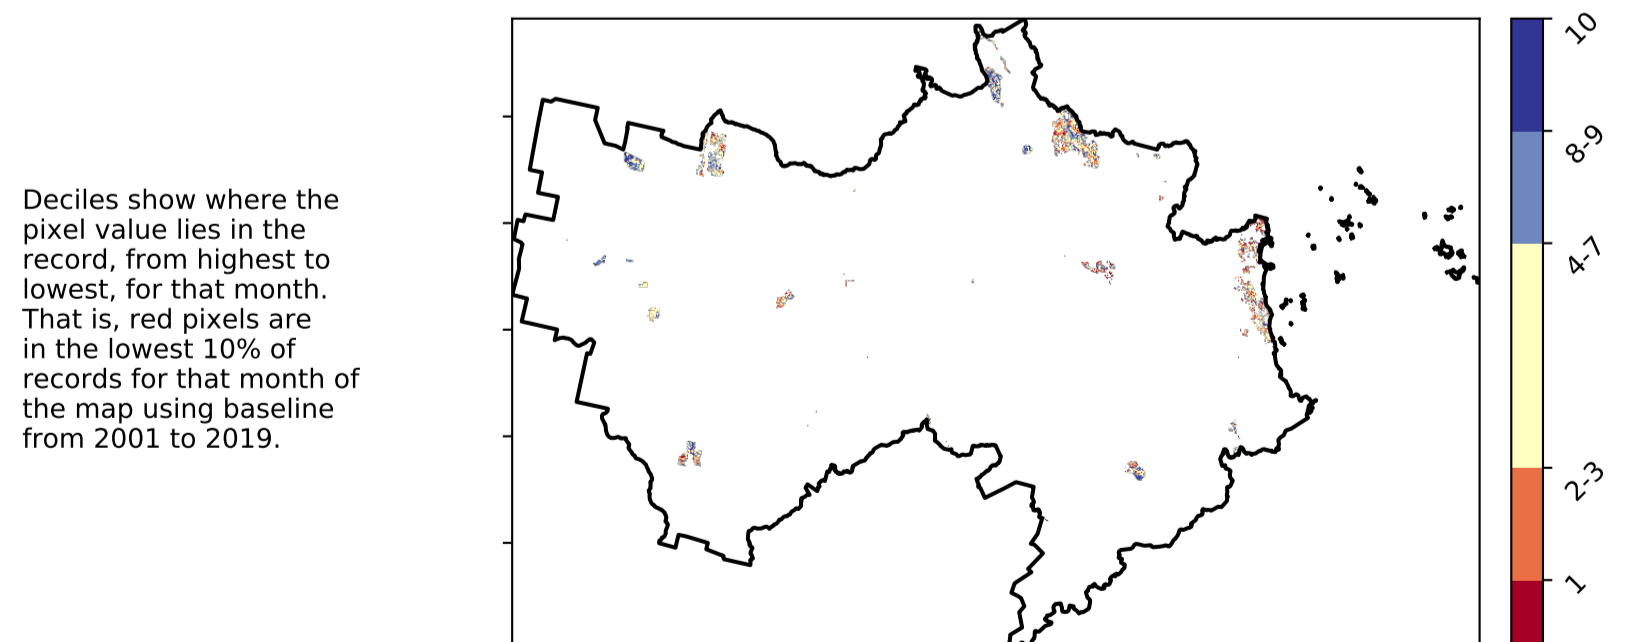 Deciles show where the
pixel value lies in the
record, from highest to
lowest, for that month.
That is, red pixels are
in the lowest 10% of
records for that month of
the map using baseline
from 2001 to 2019.
10
8-9
4-7
2-3
1